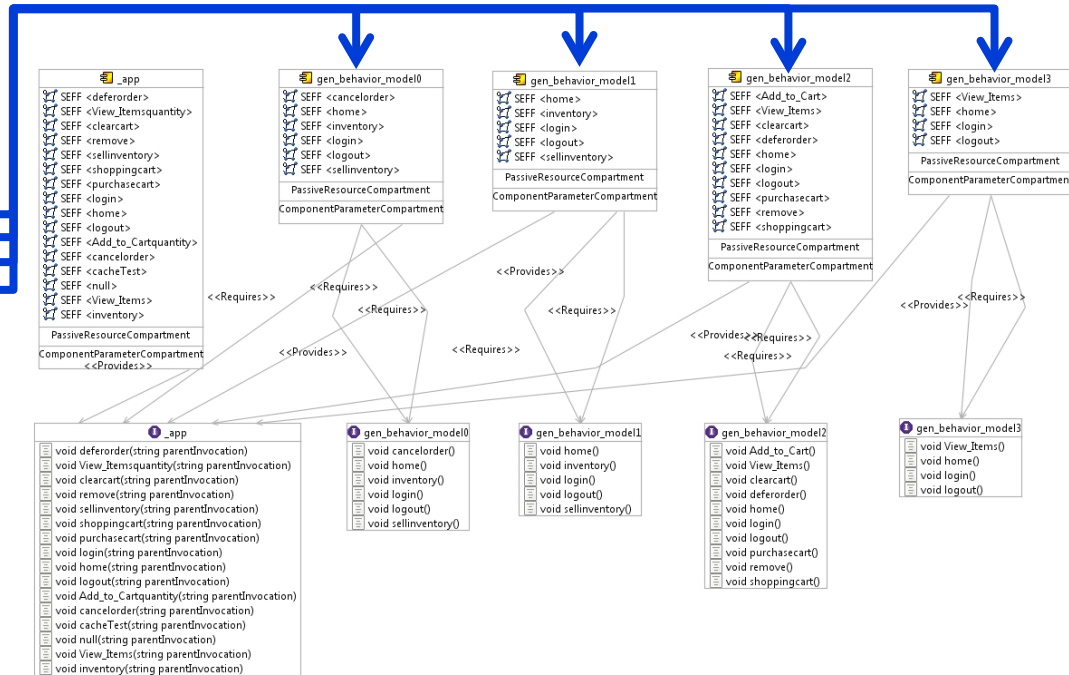 _app
SEFF <deferorder>
SEFF <View_Itemsquantity>
SEFF <clearcart>
SEFF <remove>
SEFF <sellinventory>
SEFF <shoppingcart>
SEFF <purchasecart>
SEFF <login>
SEFF <home>
SEFF <logout>
SEFF <Add_to_Cartquantity>
SEFF <cancelorder>
SEFF <cacheTest>
SEFF <null>
SEFF <View_Items>
SEFF <inventory>
PassiveResourceCompartment
ComponentParameterCompartment
gen_behavior_model0
SEFF <cancelorder>
SEFF <home>
SEFF <inventory>
SEFF <login>
SEFF <logout>
SEFF <sellinventory>
PassiveResourceCompartment
ComponentParameterCompartment
gen_behavior_model1
SEFF <home>
SEFF <inventory>
SEFF <login>
SEFF <logout>
SEFF <sellinventory>
PassiveResourceCompartment
ComponentParameterCompartment
gen_behavior_model2
SEFF <Add_to_Cart>
SEFF <View_Items>
SEFF <clearcart>
SEFF <deferorder>
SEFF <home>
SEFF <login>
SEFF <logout>
SEFF <purchasecart>
SEFF <remove>
SEFF <shoppingcart>
PassiveResourceCompartment
ComponentParameterCompartment
gen_behavior_model3
SEFF <View_Items>
SEFF <home>
SEFF <login>
SEFF <logout>
PassiveResourceCompartment
ComponentParameterCompartment
<<Provides>>
<<Requires>>
<<Requires>>
<<Requires>>
<<Provides>>
<<Provides>>
<<Requires>>
<<Requires>>
<<Provides>>
<<Requires>>
<<Requires>>
<<Provides>>
<<Requires>>
_app
void deferorder(string parentInvocation)
void View_Itemsquantity(string parentInvocation)
void clearcart(string parentInvocation)
void remove(string parentInvocation)
void sellinventory(string parentInvocation)
void shoppingcart(string parentInvocation)
void purchasecart(string parentInvocation)
void login(string parentInvocation)
void home(string parentInvocation)
void logout(string parentInvocation)
void Add_to_Cartquantity(string parentInvocation)
void cancelorder(string parentInvocation)
void cacheTest(string parentInvocation)
void null(string parentInvocation)
void View_Items(string parentInvocation)
void inventory(string parentInvocation)
gen_behavior_model0
void cancelorder()
void home()
void inventory()
void login()
void logout()
void sellinventory()
gen_behavior_model1
void home()
void inventory()
void login()
void logout()
void sellinventory()
gen_behavior_model2
void Add_to_Cart()
void View_Items()
void clearcart()
void deferorder()
void home()
void login()
void logout()
void purchasecart()
void remove()
void shoppingcart()
gen_behavior_model3
void View_Items()
void home()
void login()
void logout()